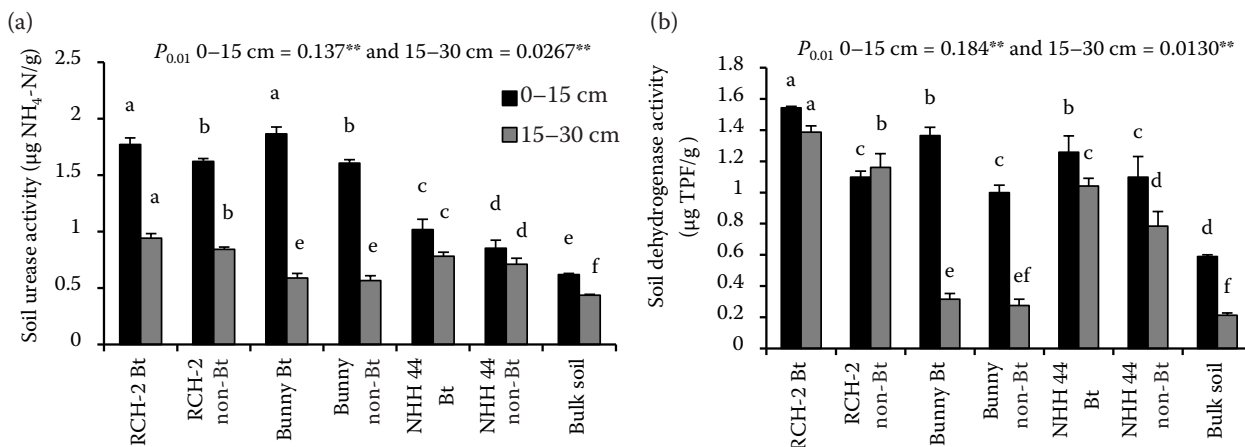 (a)
P0.01 0–15 cm = 0.137** and 15–30 cm = 0.0267**
Soil urease activity (µg NH4-N/g)
2.5
2
1.5
1
0.5
0
a
b
a
b
c
d
e
a
b
e
e
c
d
f
0–15 cm
15–30 cm
RCH-2 Bt
RCH-2
non-Bt
Bunny Bt
Bunny
non-Bt
NHH 44
Bt
NHH 44
non-Bt
Bulk soil
(b)
P0.01 0–15 cm = 0.184** and 15–30 cm = 0.0130**
Soil dehydrogenase activity
(µg TPF/g)
1.8
1.6
1.4
1.2
1
0.8
0.6
0.4
0.2
0
a
a
c
b
b
e
c
ef
b
c
c
d
d
f
RCH-2 Bt
RCH-2
non-Bt
Bunny Bt
Bunny
non-Bt
NHH 44
Bt
NHH 44
non-Bt
Bulk soil